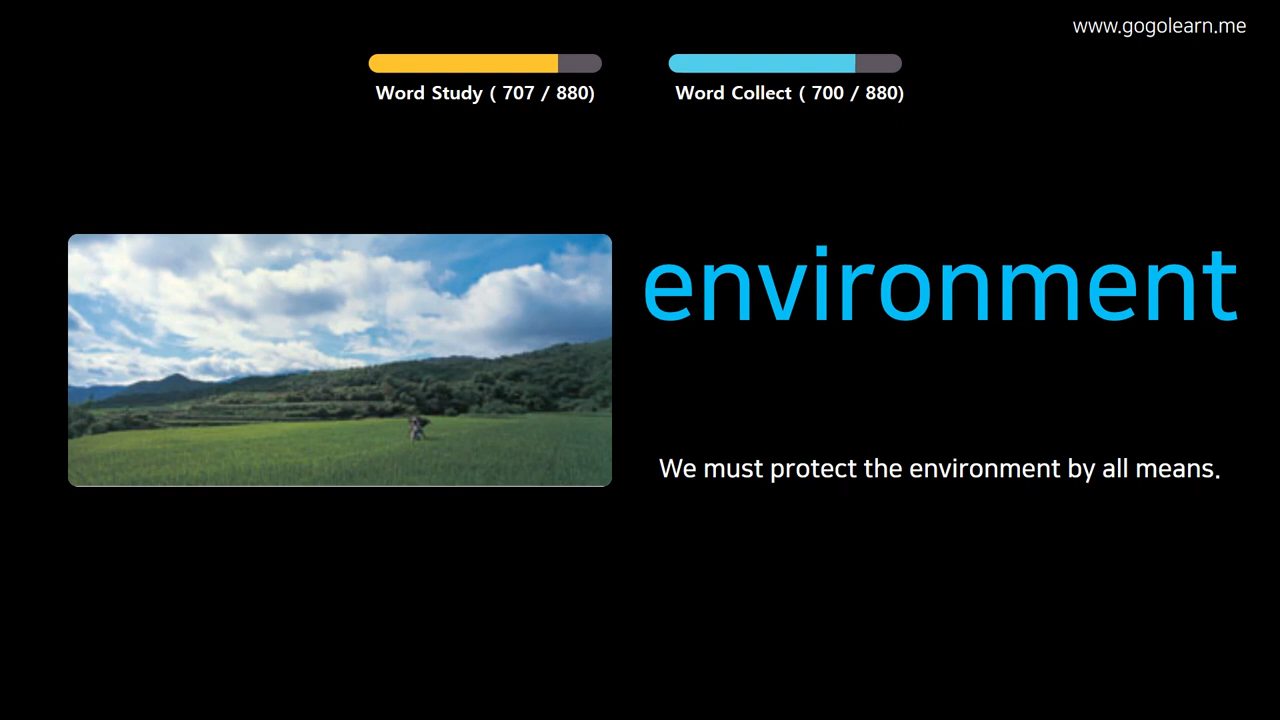 www.gogolearn.me
Word Study ( 707 / 880)
Word Collect ( 700 / 880)
environment
We must protect the environment by all means.